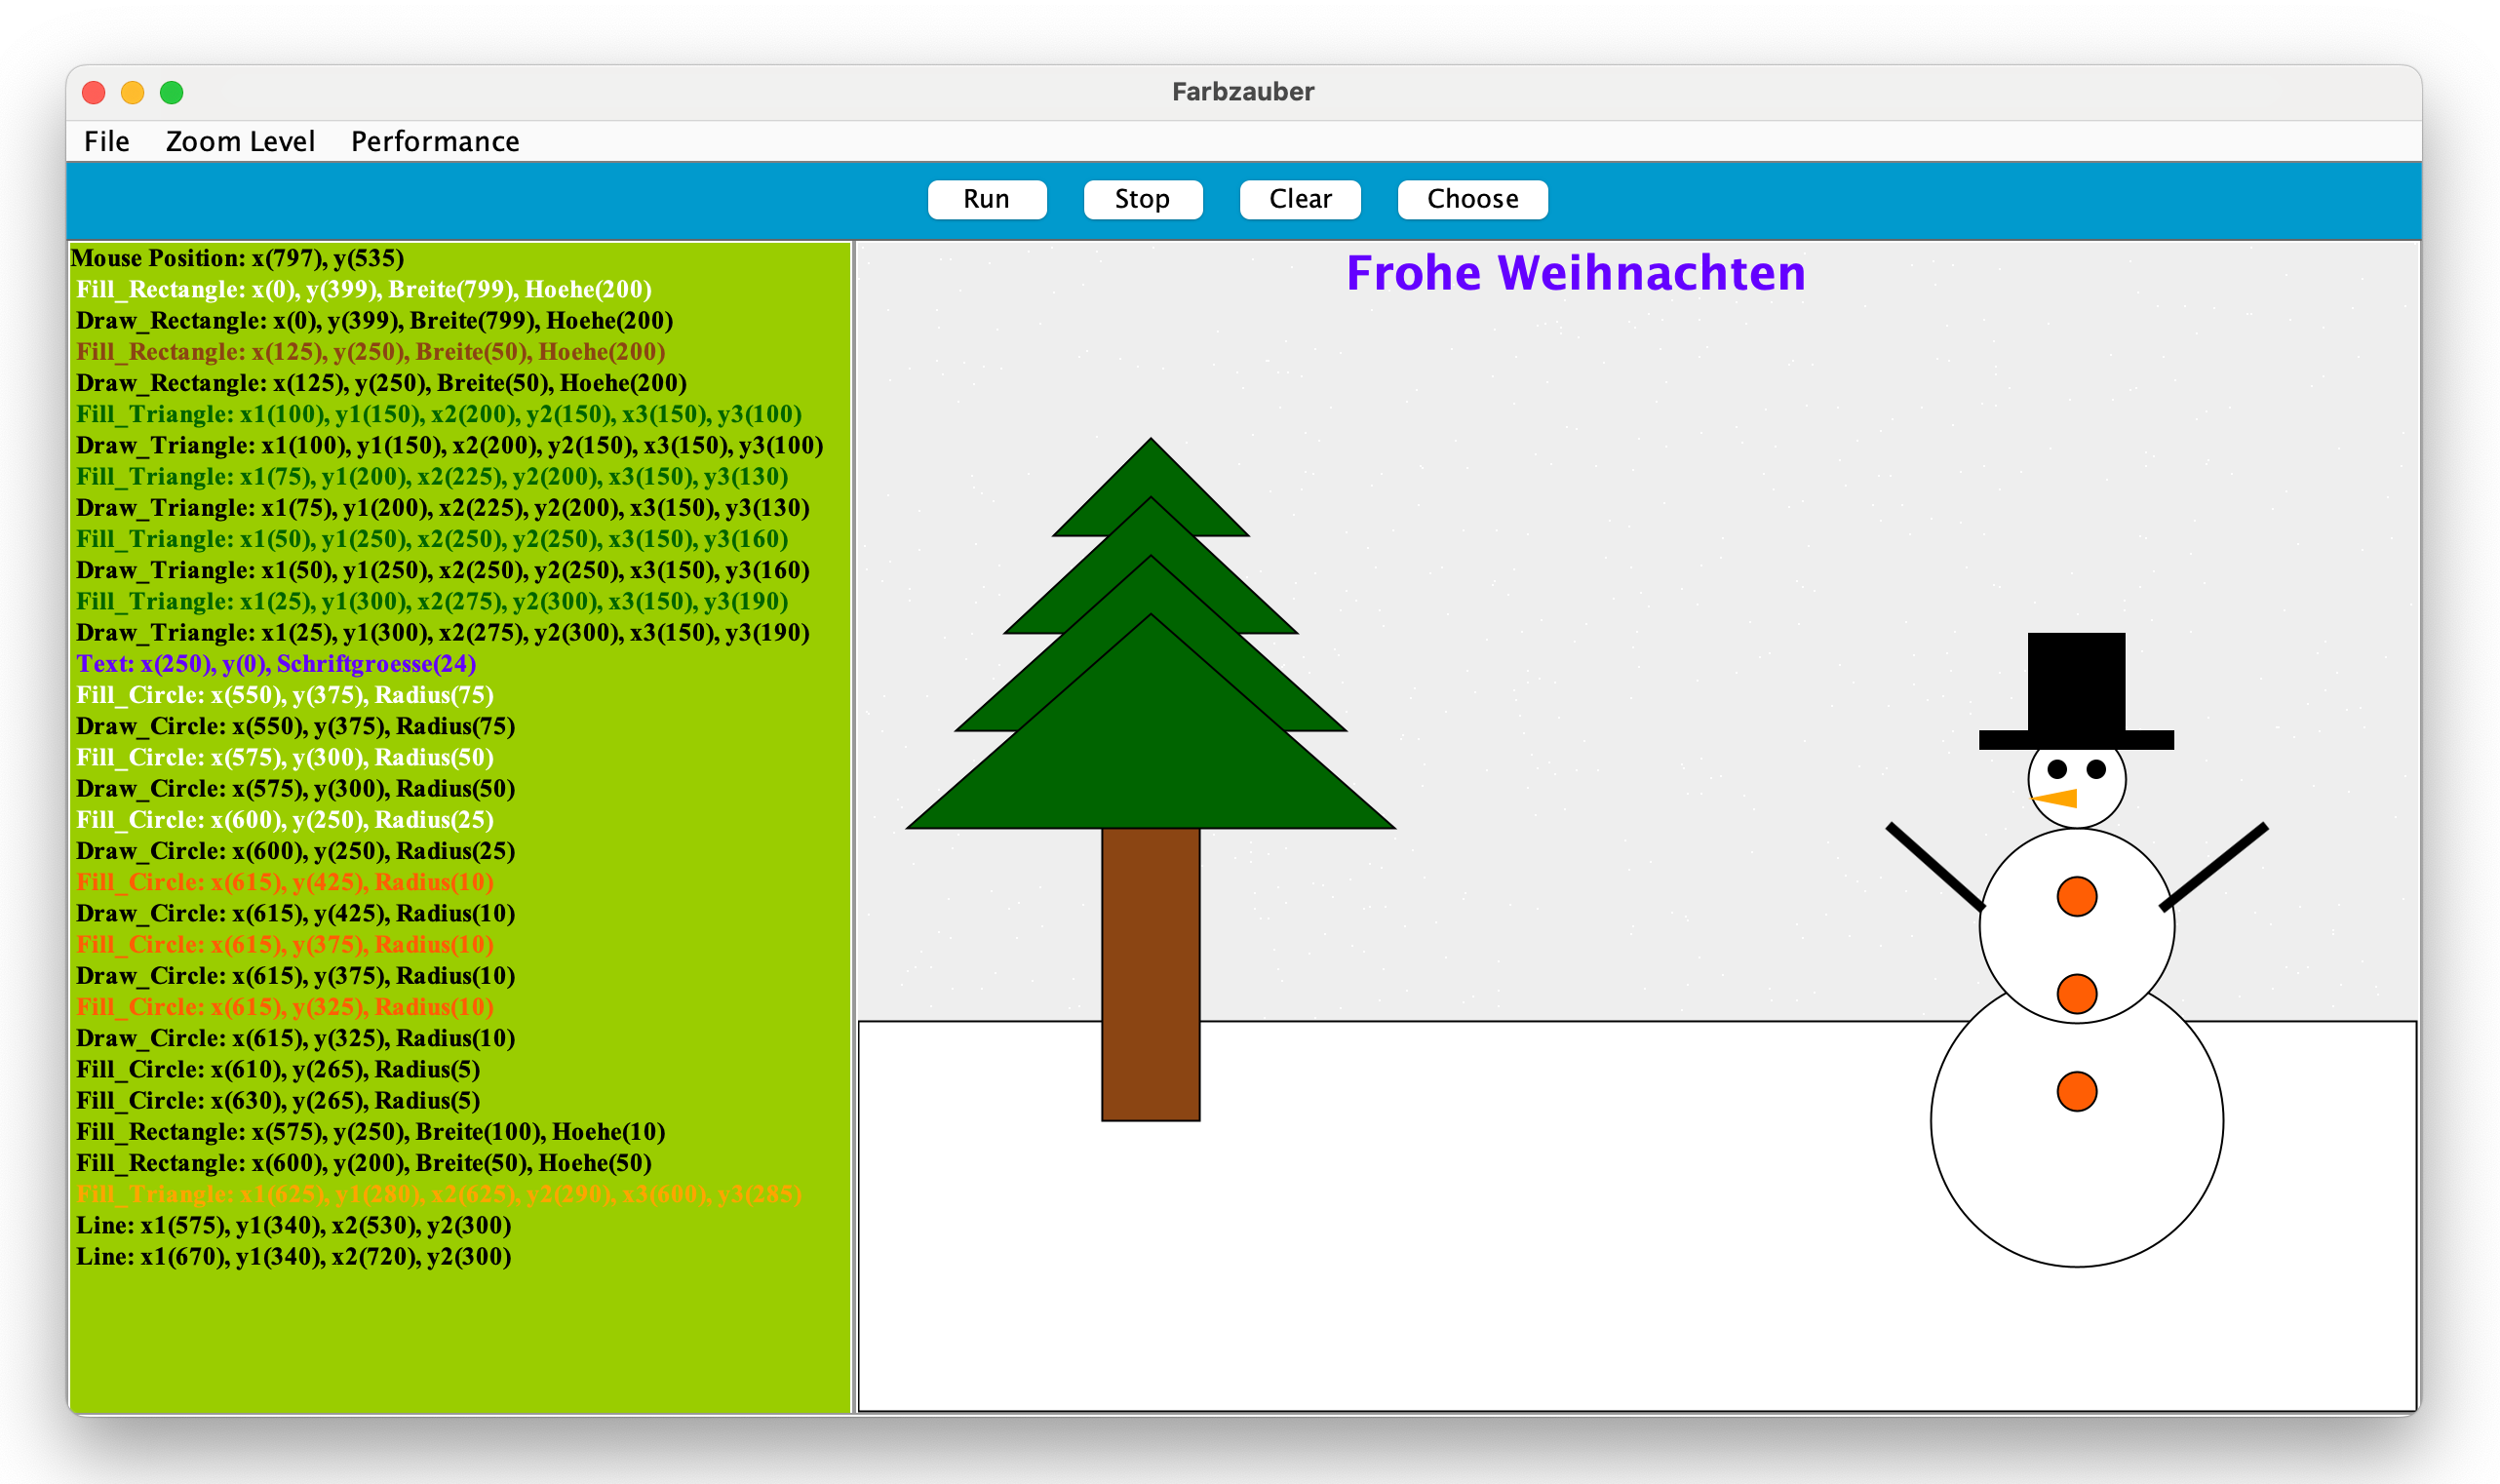 Farbzauber
File Zoom Level Performance
Run Stop Clear Choose
Mouse Position: x(797), y(535)
Fill_Rectangle: x(0), y(399), Breite(799), Hoehe(200)
Draw_Rectangle: x(0), y(399), Breite(799), Hoehe(200)
Fill_Rectangle: x(125), y(250), Breite(50), Hoehe(200)
Draw_Rectangle: x(125), y(250), Breite(50), Hoehe(200)
Fill_Triangle: x1(100), y1(150), x2(200), y2(150), x3(150), y3(100)
Draw_Triangle: x1(100), y1(150), x2(200), y2(150), x3(150), y3(100)
Fill_Triangle: x1(75), y1(200), x2(225), y2(200), x3(150), y3(130)
Draw_Triangle: x1(75), y1(200), x2(225), y2(200), x3(150), y3(130)
Fill_Triangle: x1(50), y1(250), x2(250), y2(250), x3(150), y3(160)
Draw_Triangle: x1(50), y1(250), x2(250), y2(250), x3(150), y3(160)
Fill_Triangle: x1(25), y1(300), x2(275), y2(300), x3(150), y3(190)
Draw_Triangle: x1(25), y1(300), x2(275), y2(300), x3(150), y3(190)
Text: x(250), y(0), Schriftgroesse(24)
Fill_Circle: x(550), y(375), Radius(75)
Draw_Circle: x(550), y(375), Radius(75)
Fill_Circle: x(575), y(300), Radius(50)
Draw_Circle: x(575), y(300), Radius(50)
Fill_Circle: x(600), y(250), Radius(25)
Draw_Circle: x(600), y(250), Radius(25)
Fill_Circle: x(615), y(425), Radius(10)
Draw_Circle: x(615), y(425), Radius(10)
Fill_Circle: x(615), y(375), Radius(10)
Draw_Circle: x(615), y(375), Radius(10)
Fill_Circle: x(615), y(325), Radius(10)
Draw_Circle: x(615), y(325), Radius(10)
Fill_Circle: x(610), y(265), Radius(5)
Fill_Circle: x(630), y(265), Radius(5)
Fill_Rectangle: x(575), y(250), Breite(100), Hoehe(10)
Fill_Rectangle: x(600), y(200), Breite(50), Hoehe(50)
Fill_Triangle: x1(625), y1(280), x2(625), y2(290), x3(600), y3(285)
Line: x1(575), y1(340), x2(530), y2(300)
Line: x1(670), y1(340), x2(720), y2(300)
Frohe Weihnachten